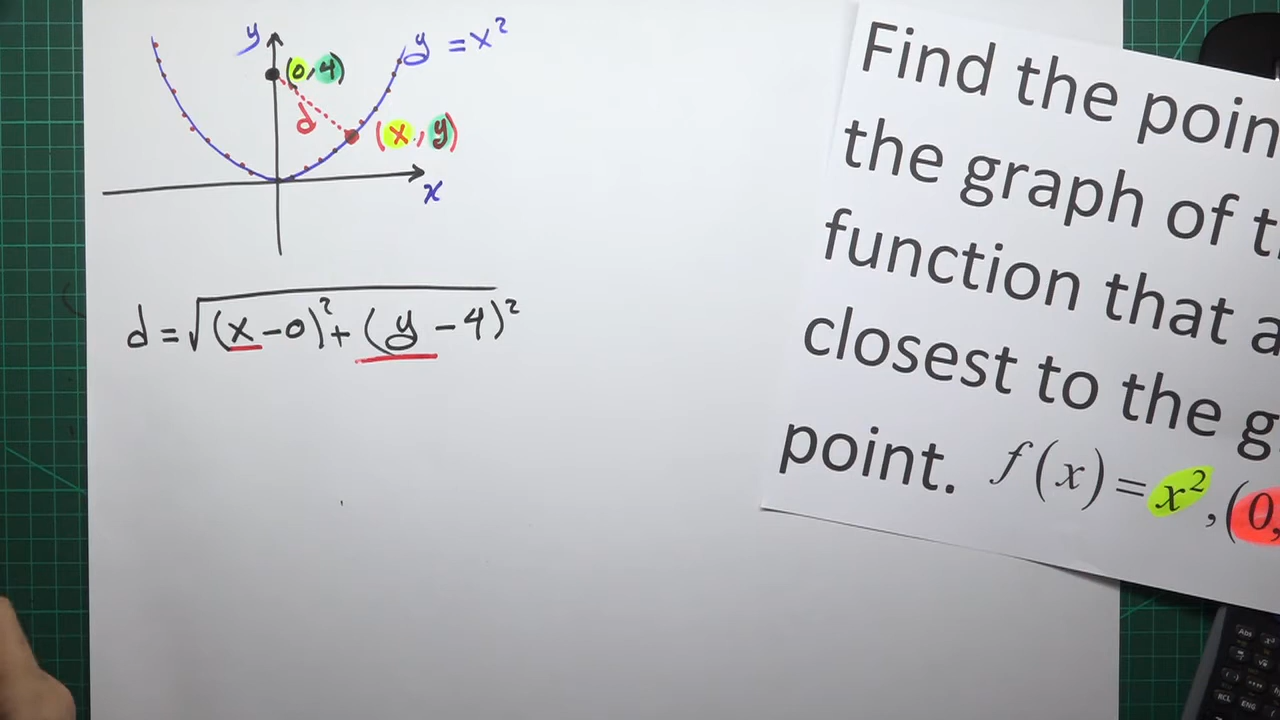 y
y = x²
(0, 4)
d
(x, y)
x
d = √(x - 0)² + (y - 4)²
Find the poin
the graph of t
function that a
closest to the g
point. f(x) = x², (0,